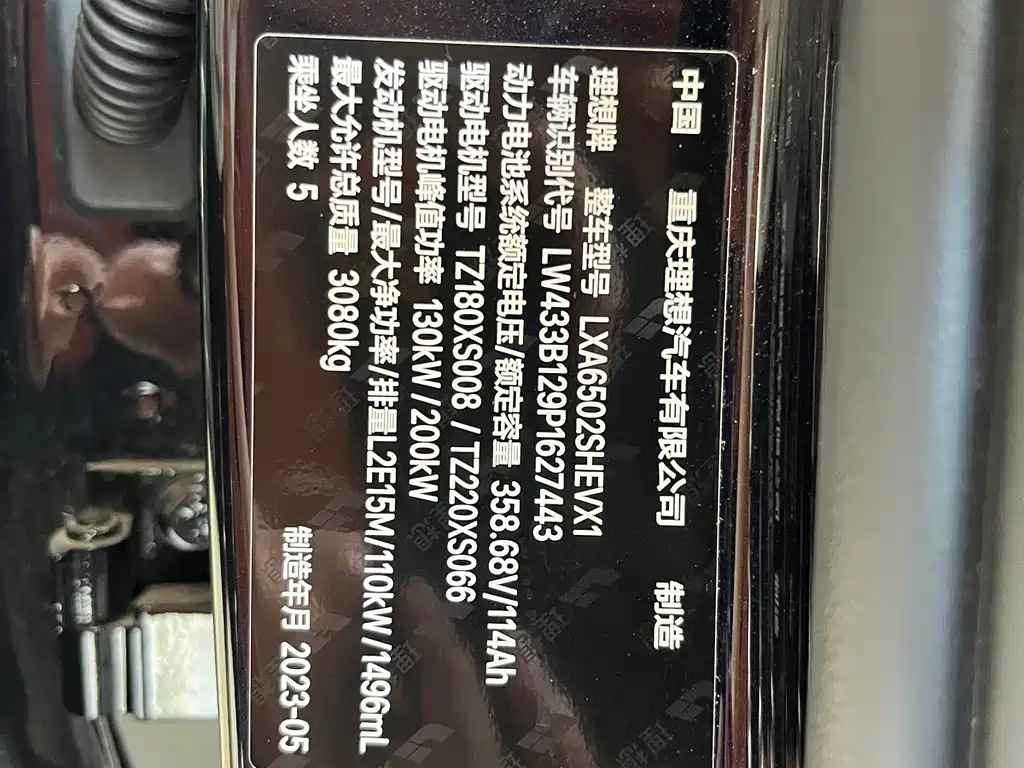 中国 重庆理想汽车有限公司 制造
理想牌 整车型号 LXA6502SHEVX1
车辆识别代号 LW433B129P1627443
动力电池系统额定电压/额定容量 358.68V/114Ah
驱动电机型号 TZ180XS008 / TZ220XS066
驱动电机峰值功率 130kW / 200kW
发动机型号/最大净功率/排量L2E15M/110kW/1496mL
最大允许总质量 3080kg
乘坐人数 5 制造年月 2023-05